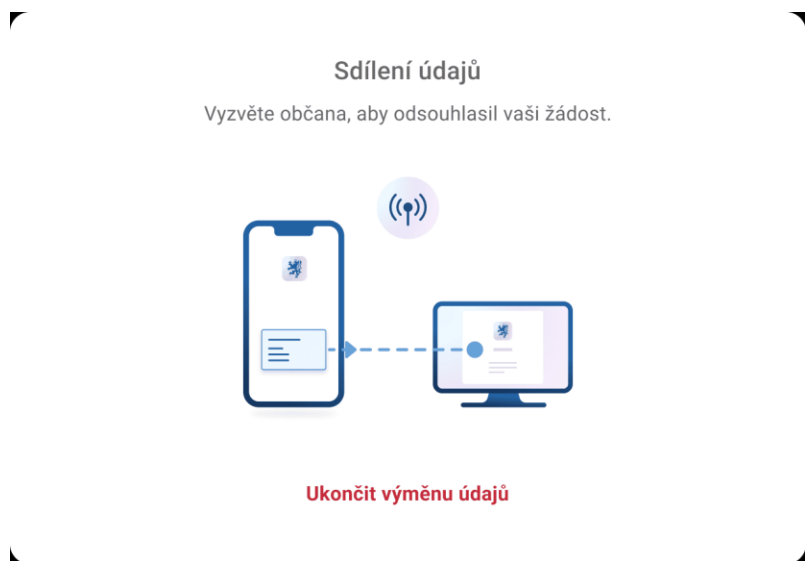 Sdílení údajů
Vyzvěte občana, aby odsouhlasil vaši žádost.
Ukončit výměnu údajů